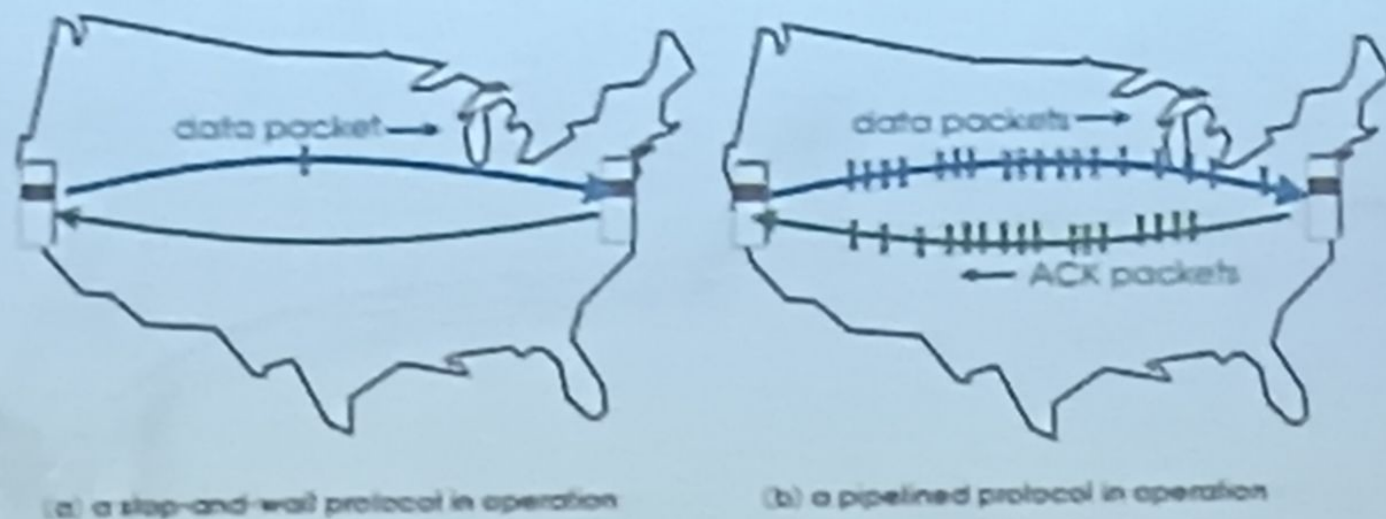 data packet
data packets
ACK packets
(a) a stop-and-wait protocol in operation
(b) a pipelined protocol in operation